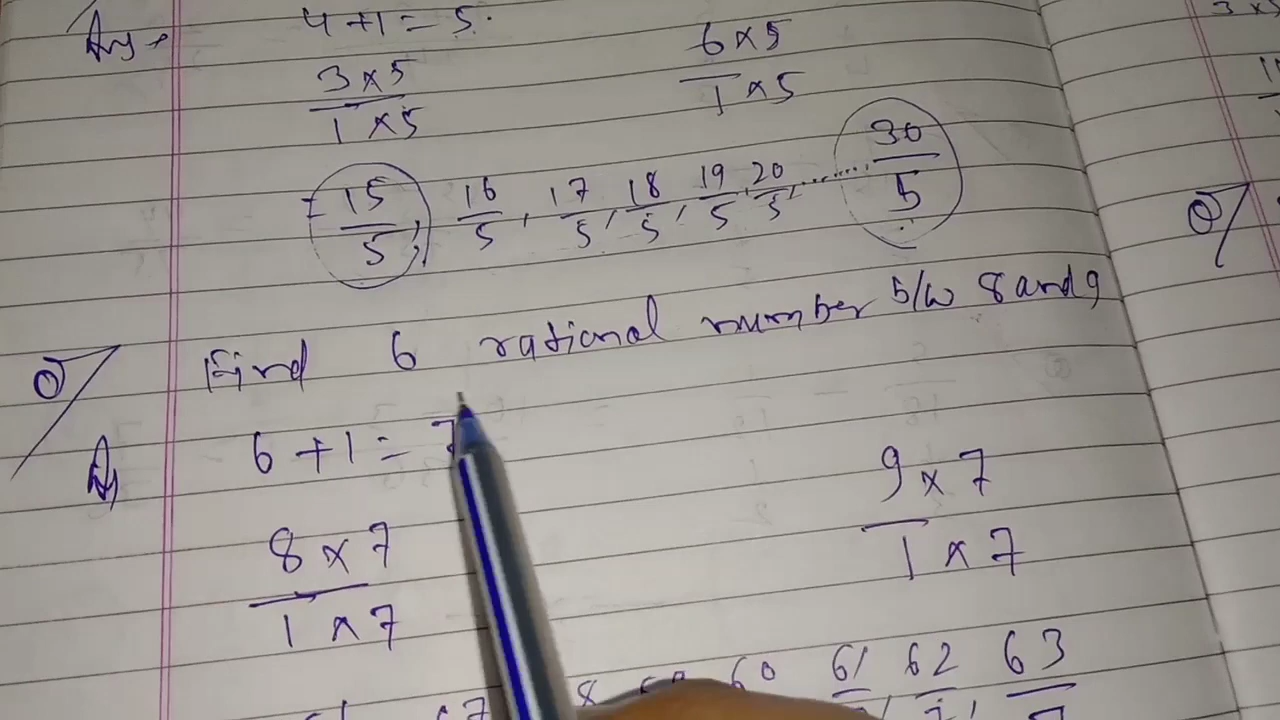 Ans → 4+1=5.
3×5 6×5
1×5 1×5
= 15/5, 16/5, 17/5, 18/5, 19/5, 20/5, ........ 30/5
Q/ Find 6 rational number b/w 8 and 9
6+1=7
8×7 9×7
1×7 1×7
60 61 62 63